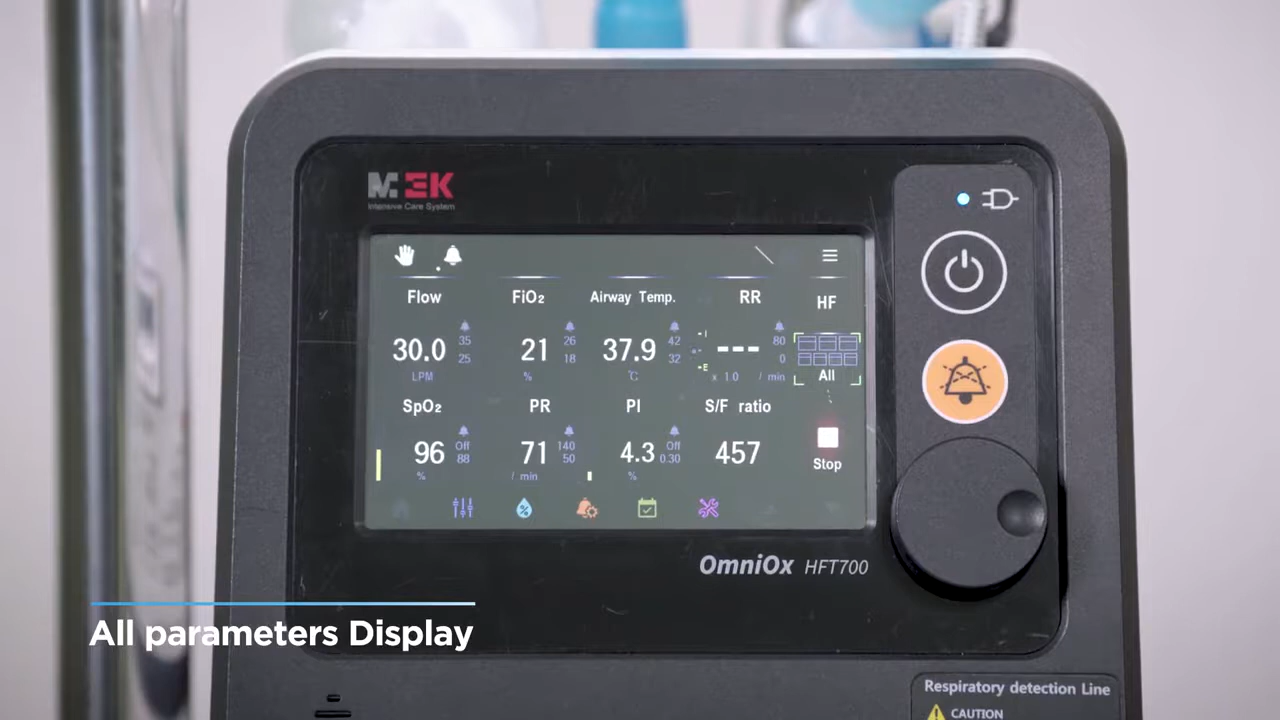 MEK
Intensive Care System
Flow FiO₂ Airway Temp. RR HF
30.0 35 25 LPM
21 26 18 %
37.9 42 32 °C
--- 80 0 x 1.0 / min
I
E
All
SpO₂ PR PI S/F ratio
96 Off 88 %
71 140 50 / min
4.3 Off 0.30 %
457
Stop
OmniOx HFT700
All parameters Display
Respiratory detection Line
CAUTION